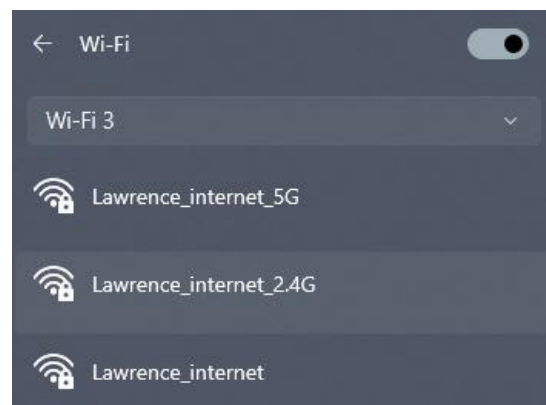 Wi-Fi
Wi-Fi 3
Lawrence_internet_5G
Lawrence_internet_2.4G
Lawrence_internet